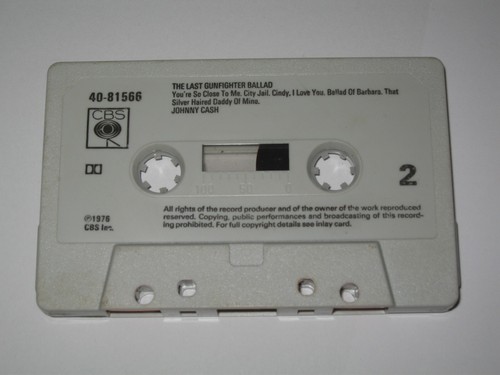 THE LAST GUNFIGHTER BALLAD
40-81566
You're So Close To Me. City Jail. Cindy, I Love You. Ballad Of Barbara. That
Silver Haired Daddy Of Mine.
JOHNNY CASH
CBS
2
All rights of the record producer and of the owner of the work reproduced
℗1976
reserved. Copying, public performances and broadcasting of this record-
CBS Inc.
ing prohibited. For full copyright details see inlay card.